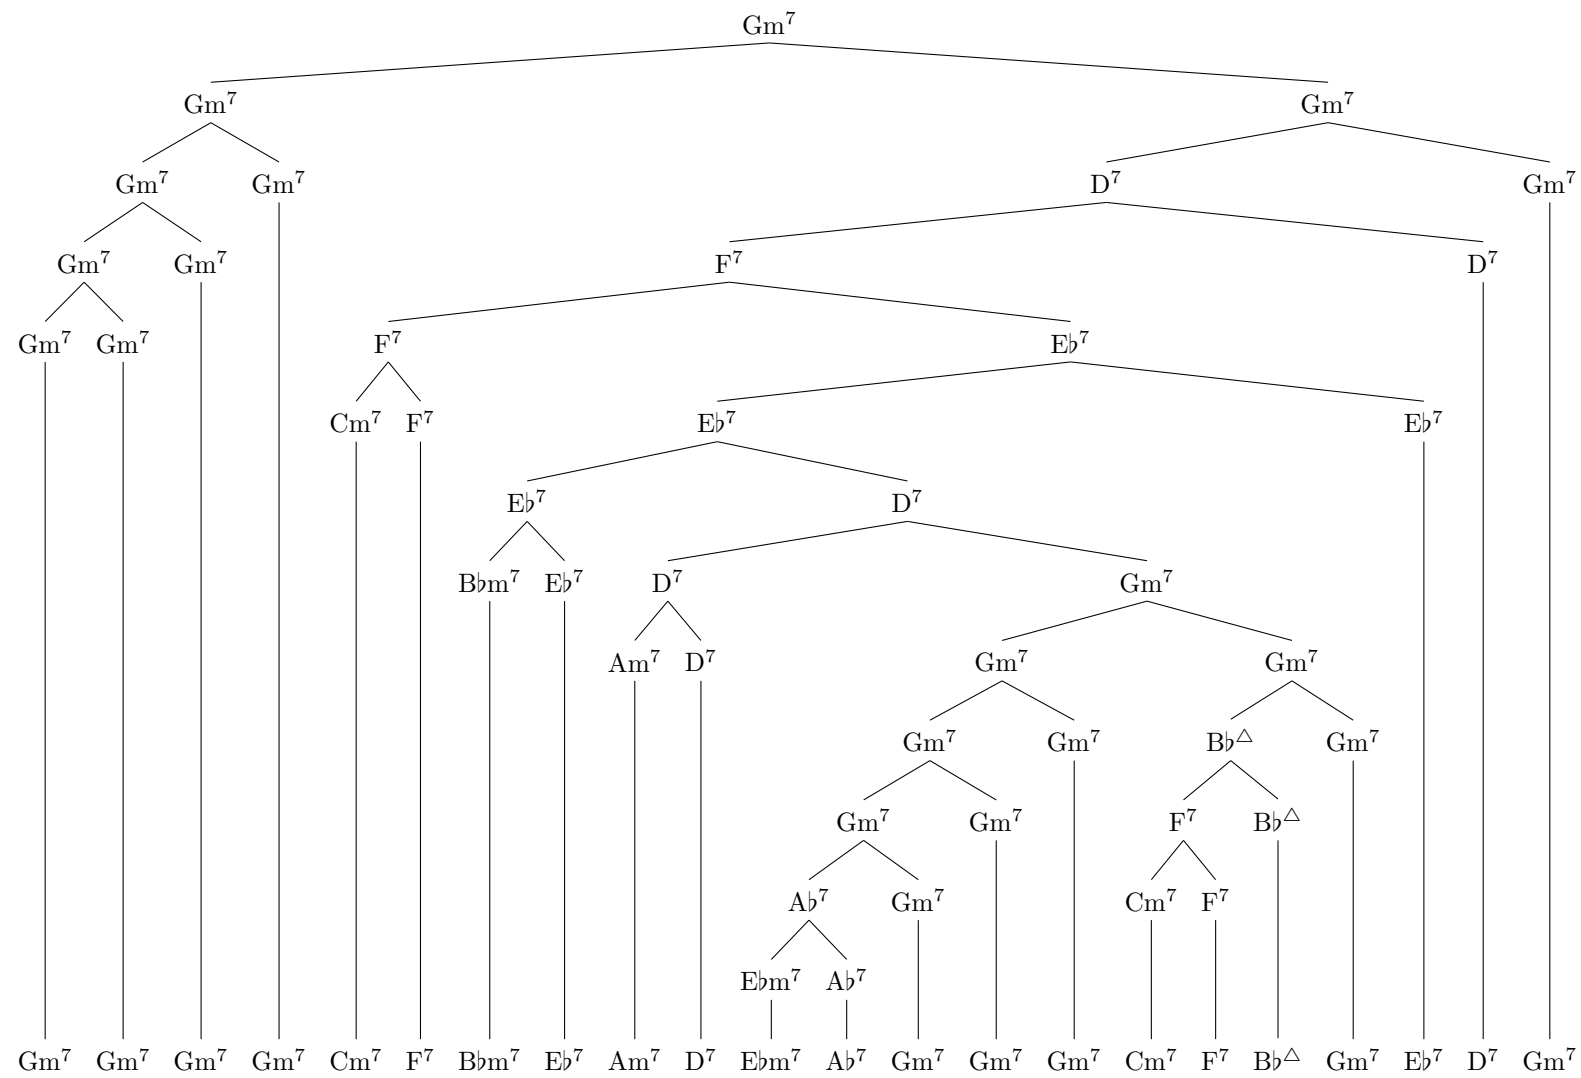 Gm⁷
Gm⁷ Gm⁷
Gm⁷ Gm⁷ D⁷ Gm⁷
Gm⁷ Gm⁷ F⁷ D⁷
Gm⁷ Gm⁷ F⁷ E♭⁷
Cm⁷ F⁷ E♭⁷ E♭⁷
E♭⁷ D⁷
B♭m⁷ E♭⁷ D⁷ Gm⁷
Am⁷ D⁷ Gm⁷ Gm⁷
Gm⁷ Gm⁷ B♭△ Gm⁷
Gm⁷ Gm⁷ F⁷ B♭△
A♭⁷ Gm⁷ Cm⁷ F⁷
E♭m⁷ A♭⁷
Gm⁷ Gm⁷ Gm⁷ Gm⁷ Cm⁷ F⁷ B♭m⁷ E♭⁷ Am⁷ D⁷ E♭m⁷ A♭⁷ Gm⁷ Gm⁷ Gm⁷ Cm⁷ F⁷ B♭△ Gm⁷ E♭⁷ D⁷ Gm⁷